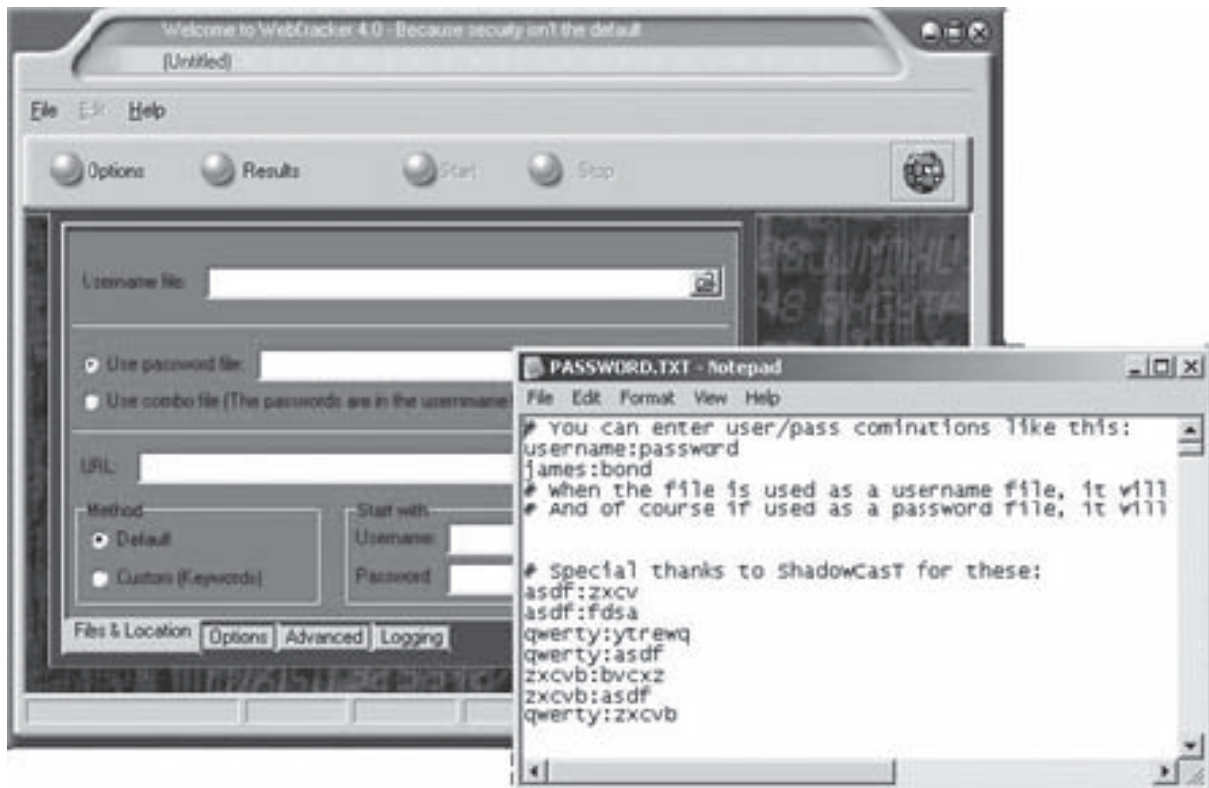 Welcome to WebCracker 4.0 - Because security isn't the default
(Untitled)
File Edit Help
Options Results Start Stop
Username file:
Use password file:
Use combo file (The passwords are in the username
URL:
Method
Default
Custom (Keywords)
Start with
Username:
Password
Files & Location Options Advanced Logging
PASSWORD.TXT - Notepad
File Edit Format View Help
# You can enter user/pass cominations like this:
username:password
james:bond
# When the file is used as a username file, it will
# And of course if used as a password file, it will
# Special thanks to ShadowCasT for these:
asdf:zxcv
asdf:fdsa
qwerty:ytrewq
qwerty:asdf
zxcvb:bvcxz
zxcvb:asdf
qwerty:zxcvb